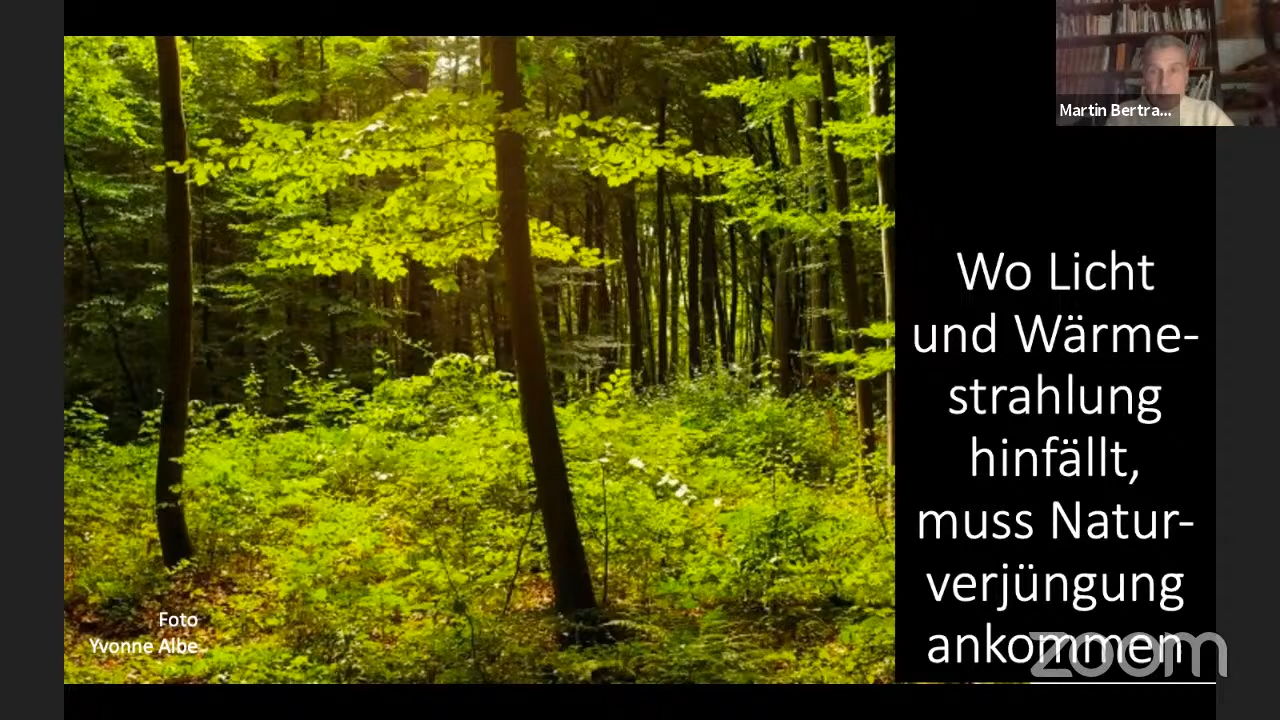 Martin Bertra...
Wo Licht
und Wärme-
strahlung
hinfällt,
muss Natur-
verjüngung
ankommen
zoom
Foto
Yvonne Albe